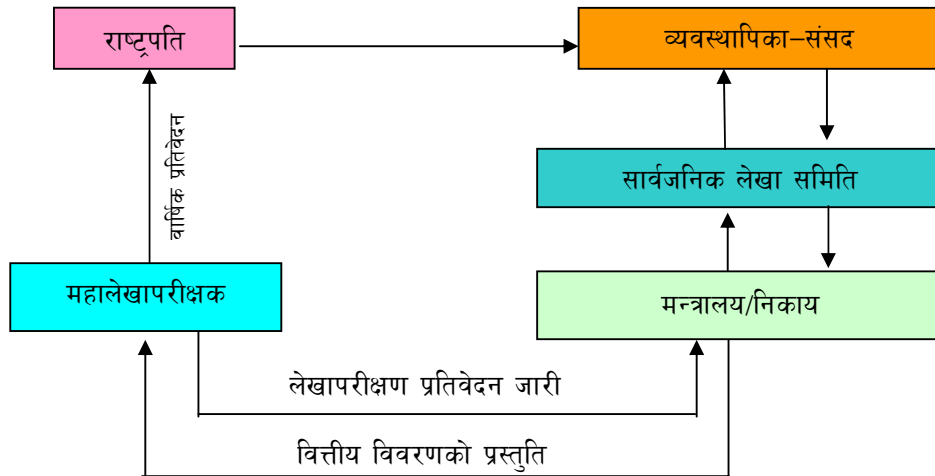 राष्ट्रपति
व्यवस्थापिका–संसद
वार्षिक प्रतिवेदन
सार्वजनिक लेखा समिति
महालेखापरीक्षक
मन्त्रालय/निकाय
लेखापरीक्षण प्रतिवेदन जारी
वित्तीय विवरणको प्रस्तुति